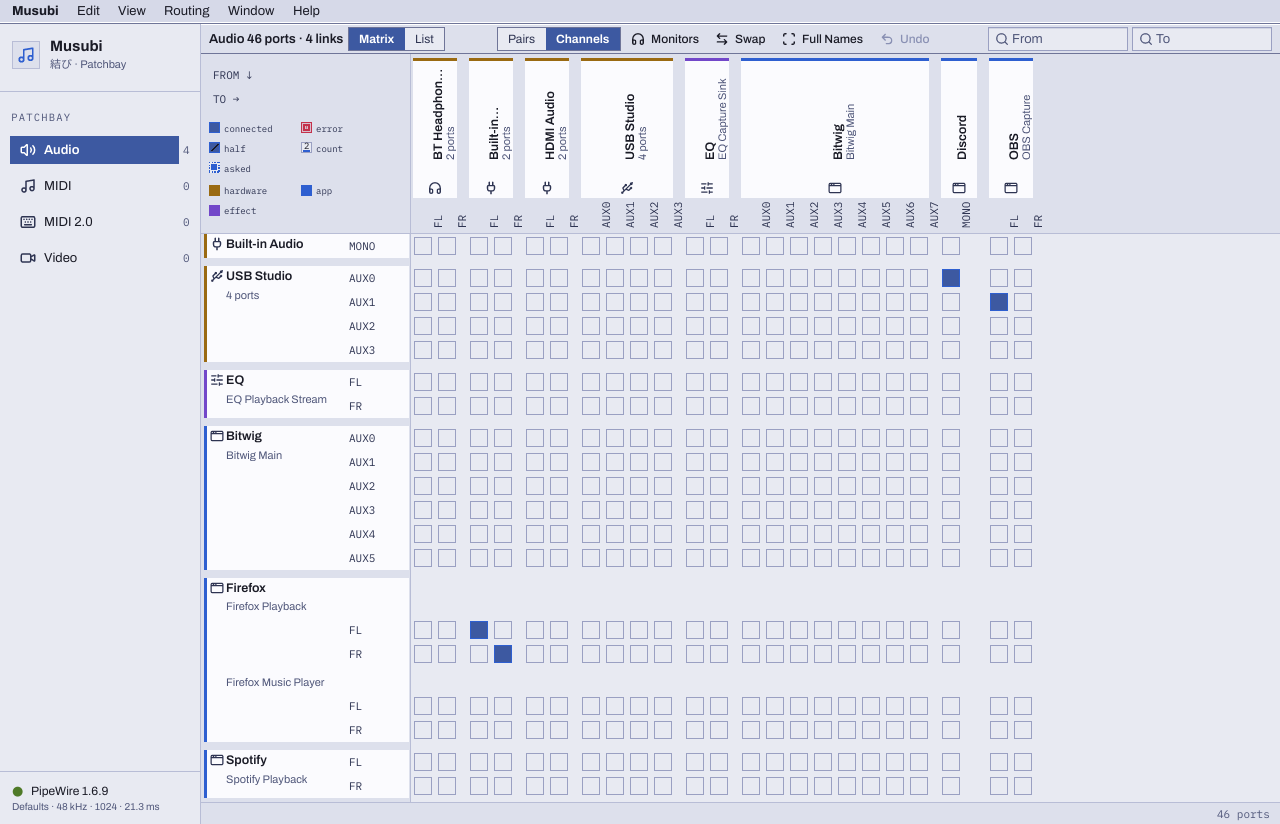 Musubi Edit Audio View Routing Window Help
Musubi
結び · Patchbay
Audio 46 ports · 4 links Matrix List Pairs Channels Monitors Swap Full Names Undo From To
PATCHBAY
Audio 4
MIDI 0
MIDI 2.0 0
Video 0
FROM ↓
TO →
connected error
half 2 count
asked
hardware app
effect
BT Headphon... 2 ports
Built-in... 2 ports
HDMI Audio 2 ports
USB Studio 4 ports
EQ EQ Capture Sink
Bitwig Bitwig Main
Discord
OBS OBS Capture
FL FR FL FR FL FR AUX0 AUX1 AUX2 AUX3 FL FR AUX0 AUX1 AUX2 AUX3 AUX4 AUX5 AUX6 AUX7 MONO FL FR
Built-in Audio MONO
USB Studio AUX0
4 ports
AUX1
AUX2
AUX3
EQ FL
EQ Playback Stream
FR
Bitwig AUX0
Bitwig Main
AUX1
AUX2
AUX3
AUX4
AUX5
Firefox
Firefox Playback
FL
FR
Firefox Music Player
FL
FR
Spotify FL
Spotify Playback
FR
PipeWire 1.6.9
Defaults · 48 kHz · 1024 · 21.3 ms
46 ports